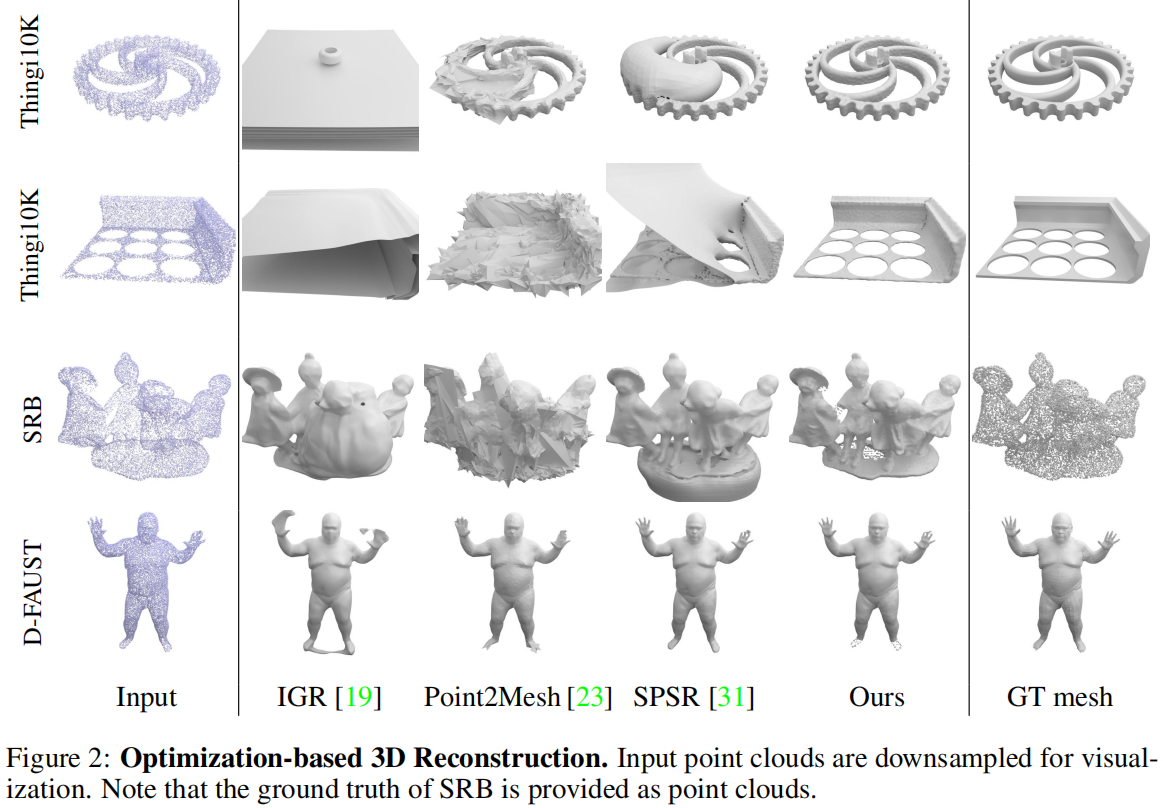 Thingi10K
Thingi10K
SRB
D-FAUST
Input
IGR [19]
Point2Mesh [23]
SPSR [31]
Ours
GT mesh
Figure 2: Optimization-based 3D Reconstruction. Input point clouds are downsampled for visual-
ization. Note that the ground truth of SRB is provided as point clouds.